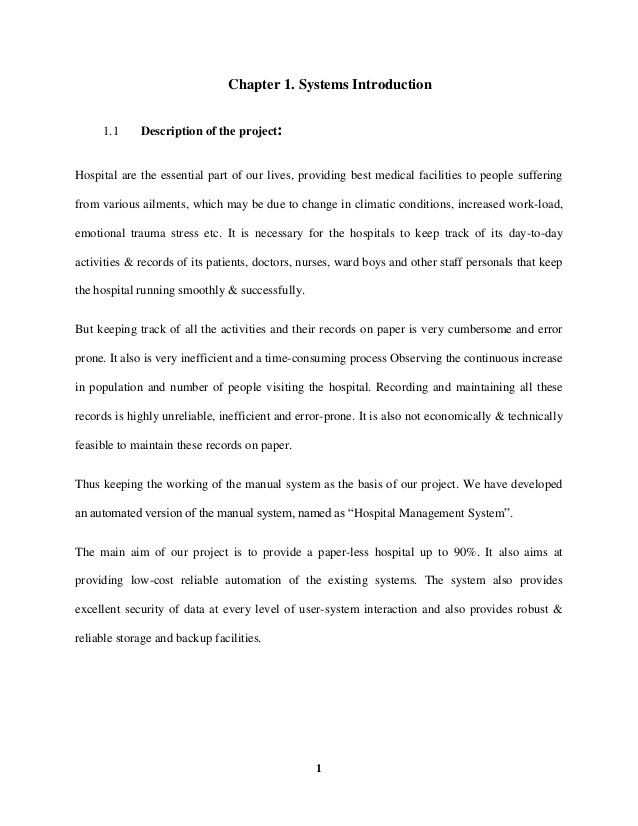 Chapter 1. Systems Introduction
1.1 Description of the project:
Hospital are the essential part of our lives, providing best medical facilities to people suffering
from various ailments, which may be due to change in climatic conditions, increased work-load,
emotional trauma stress etc. It is necessary for the hospitals to keep track of its day-to-day
activities & records of its patients, doctors, nurses, ward boys and other staff personals that keep
the hospital running smoothly & successfully.
But keeping track of all the activities and their records on paper is very cumbersome and error
prone. It also is very inefficient and a time-consuming process Observing the continuous increase
in population and number of people visiting the hospital. Recording and maintaining all these
records is highly unreliable, inefficient and error-prone. It is also not economically & technically
feasible to maintain these records on paper.
Thus keeping the working of the manual system as the basis of our project. We have developed
an automated version of the manual system, named as “Hospital Management System”.
The main aim of our project is to provide a paper-less hospital up to 90%. It also aims at
providing low-cost reliable automation of the existing systems. The system also provides
excellent security of data at every level of user-system interaction and also provides robust &
reliable storage and backup facilities.
1